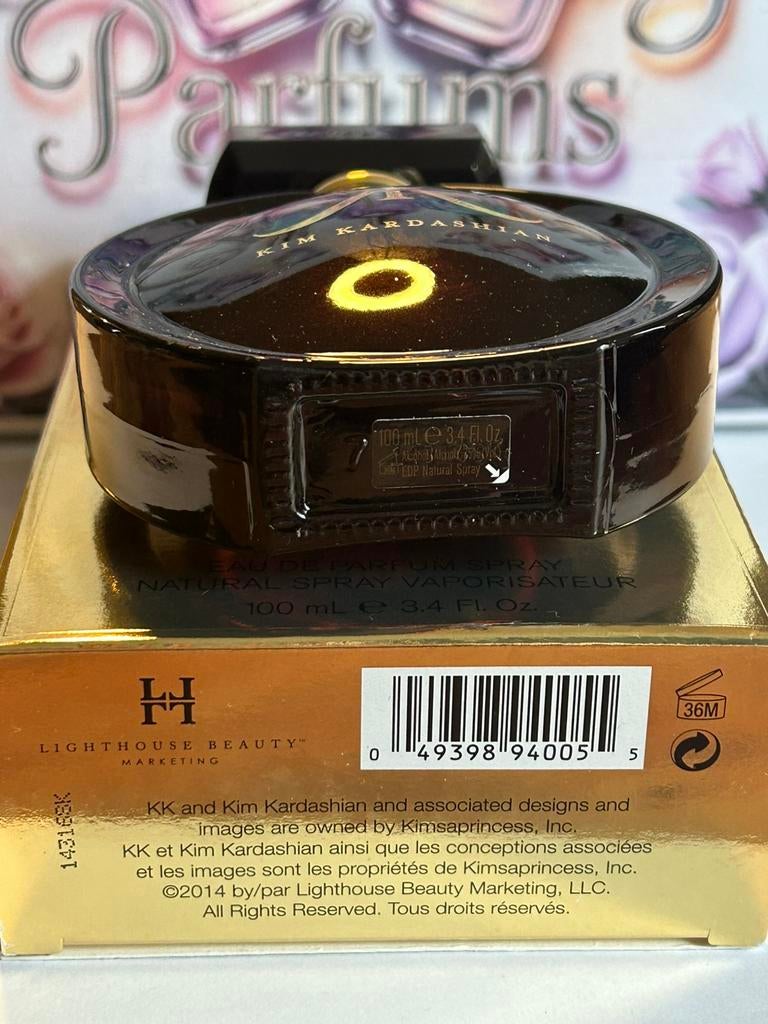 Parfums
KIM KARDASHIAN
100 mL ℮ 3.4 Fl. Oz.
EDP Natural Spray
EAU DE PARFUM SPRAY
NATURAL SPRAY VAPORISATEUR
100 mL ℮ 3.4 Fl. Oz.
LIGHTHOUSE BEAUTY™
MARKETING
0 49398 94005 5
36M
143188K
KK and Kim Kardashian and associated designs and
images are owned by Kimsaprincess, Inc.
KK et Kim Kardashian ainsi que les conceptions associées
et les images sont les propriétés de Kimsaprincess, Inc.
©2014 by/par Lighthouse Beauty Marketing, LLC.
All Rights Reserved. Tous droits réservés.